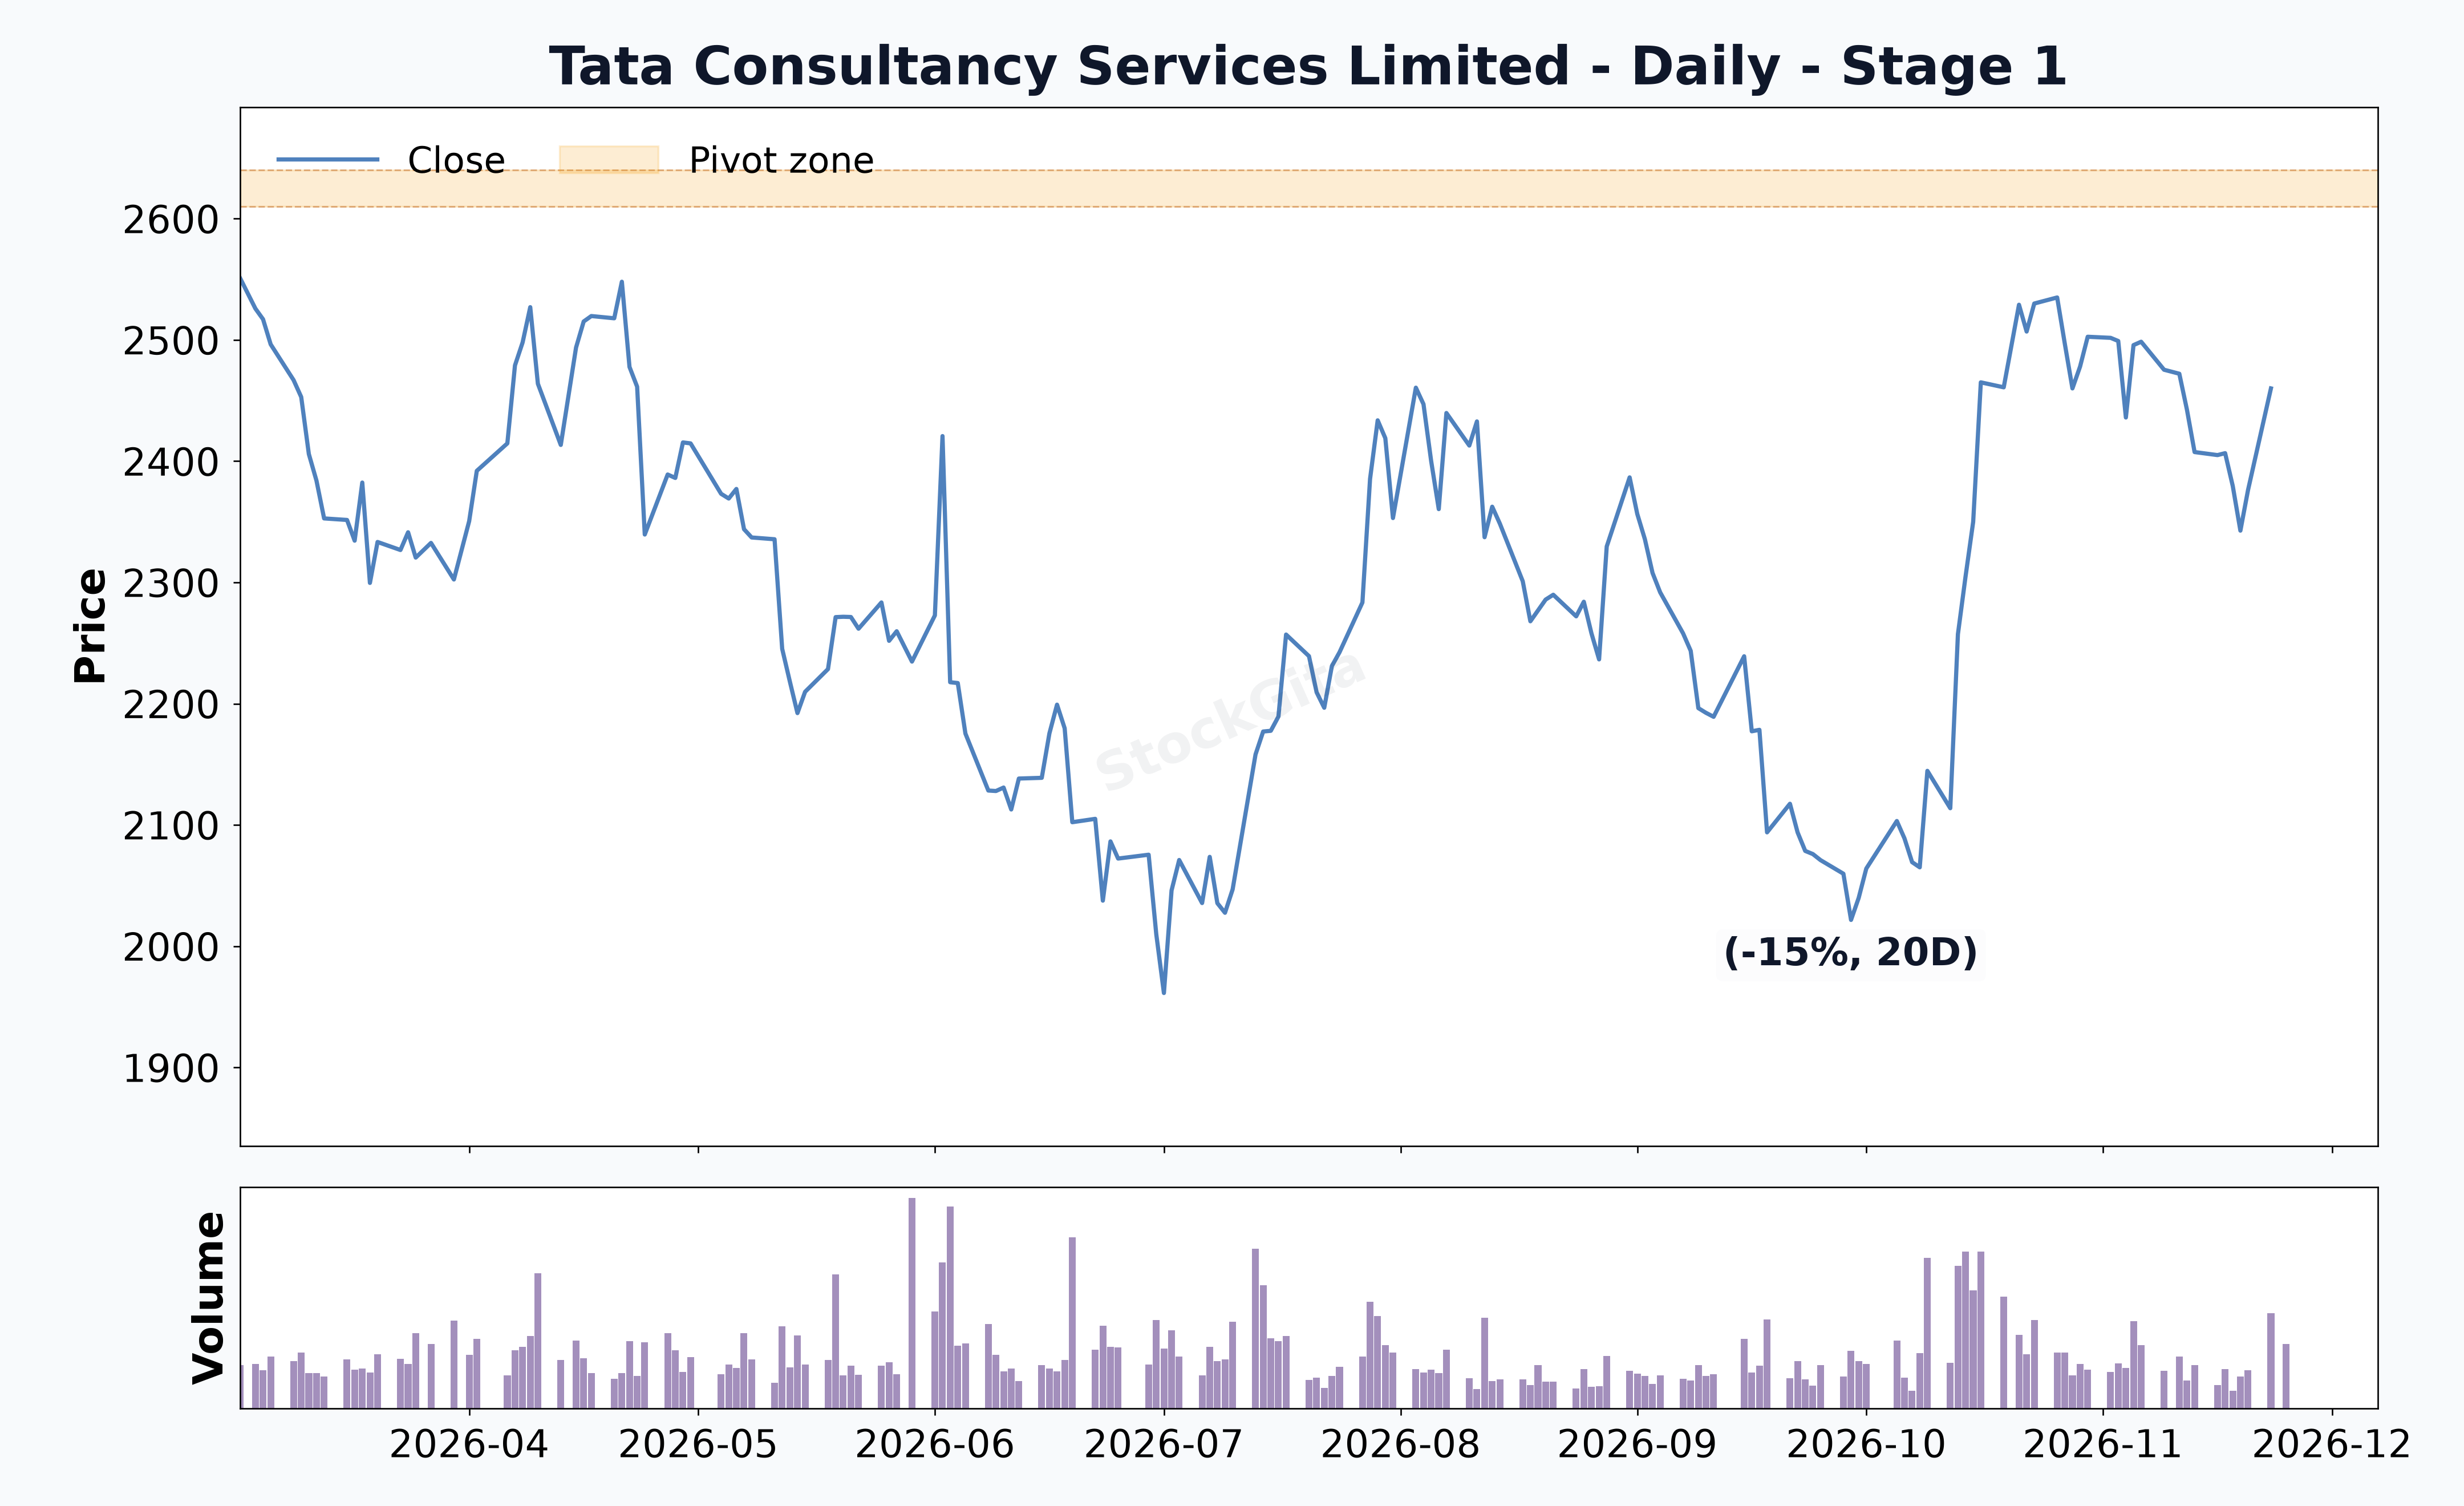 Tata Consultancy Services Limited - Daily - Stage 1
Close
Pivot zone
2600
2500
2400
2300
2200
2100
2000
1900
Price
StockGita
(-15%, 20D)
Volume
2026-04 2026-05 2026-06 2026-07 2026-08 2026-09 2026-10 2026-11 2026-12